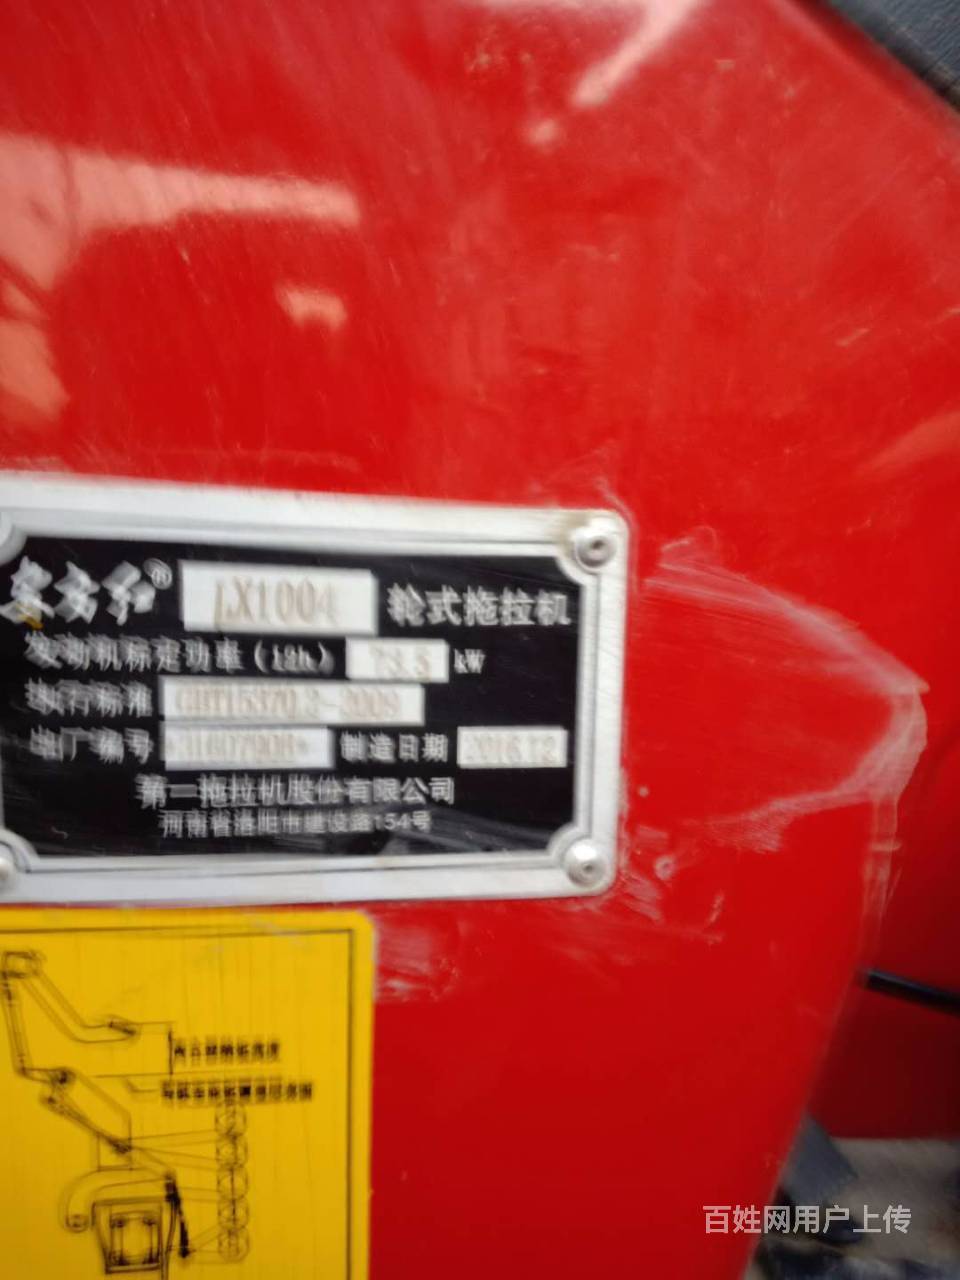 东方红® LX1004 轮式拖拉机
发动机标定功率(12h) 73.5 kW
执行标准 GBT15370.2-2009
出厂编号 制造日期 2016.12
第一拖拉机股份有限公司
河南省洛阳市建设路154号
百姓网用户上传